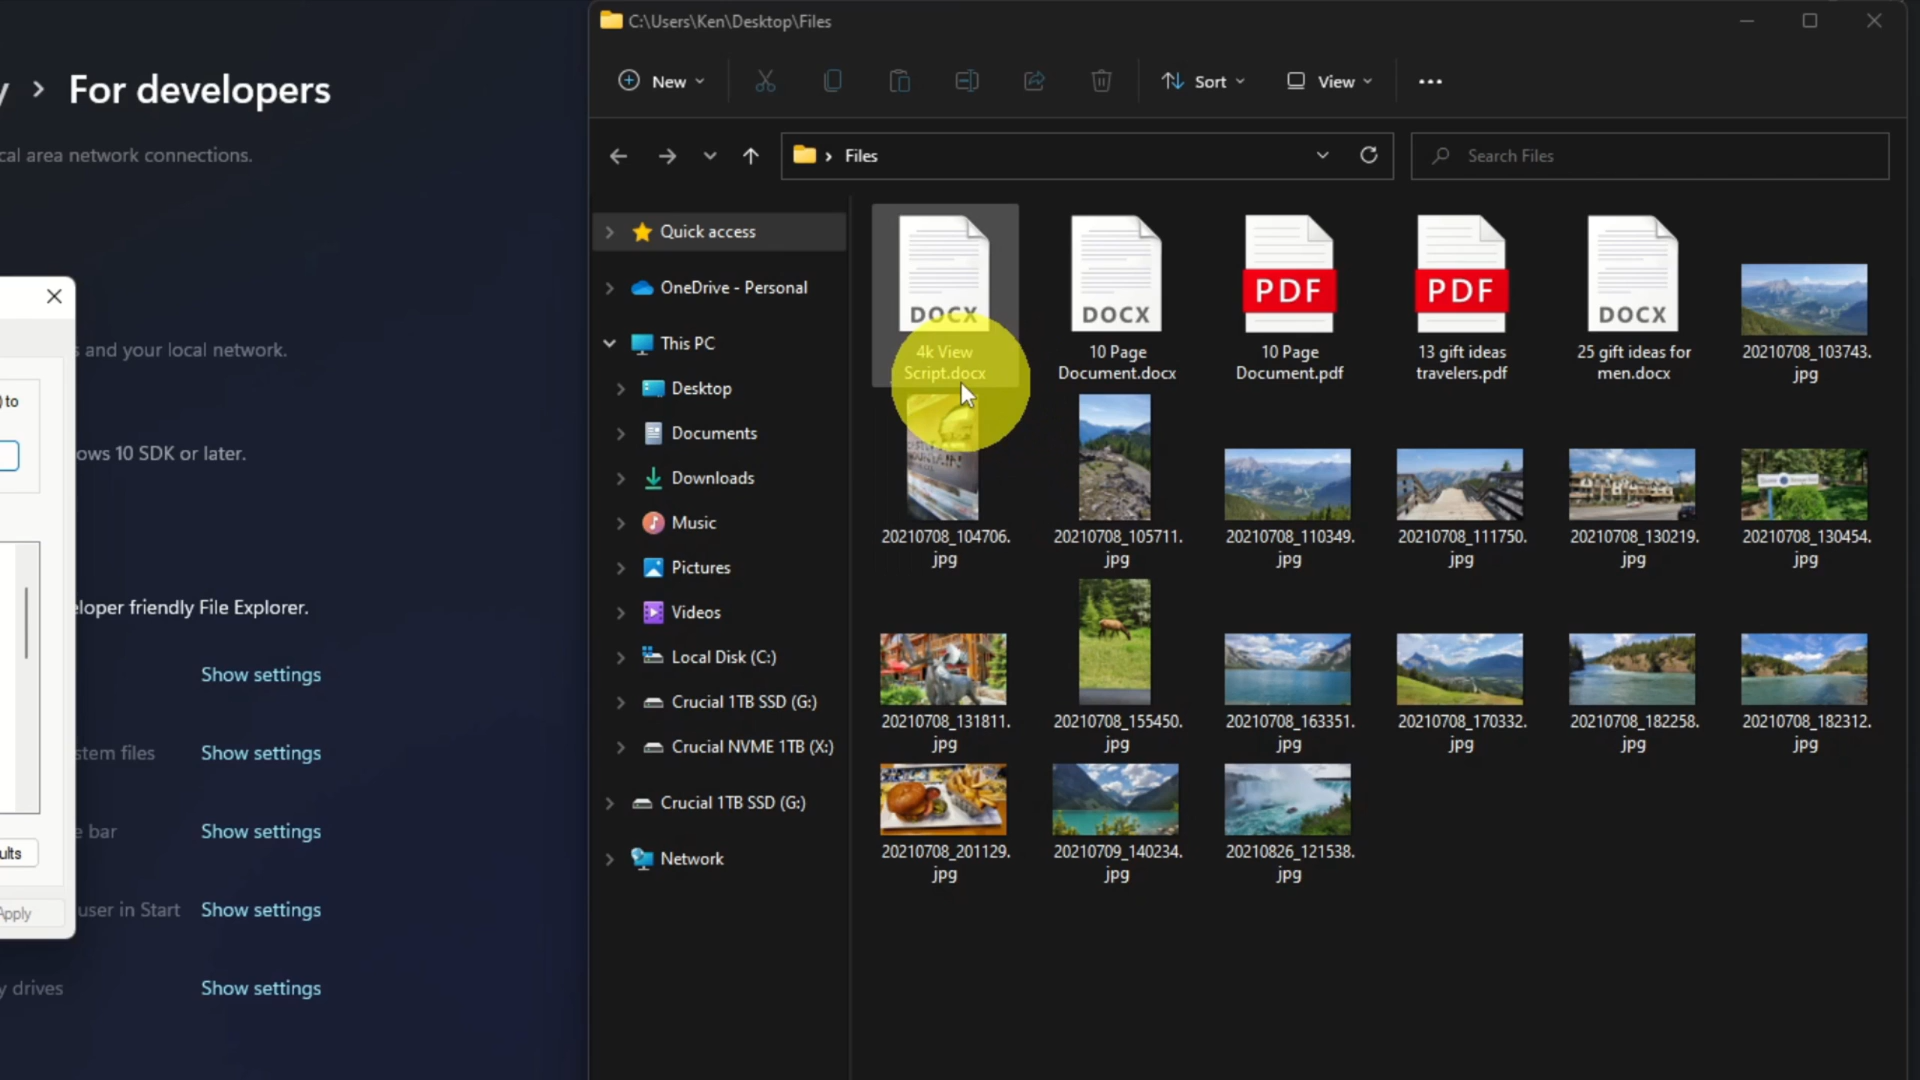 C:\Users\Ken\Desktop\Files
New
Sort
View
y > For developers
cal area network connections.
> Files
Search Files
Quick access
OneDrive - Personal
This PC
Desktop
Documents
Downloads
Music
Pictures
Videos
Local Disk (C:)
Crucial 1TB SSD (G:)
Crucial NVME 1TB (X:)
Crucial 1TB SSD (G:)
Network
s and your local network.
) to
ows 10 SDK or later.
eloper friendly File Explorer.
Show settings
stem files Show settings
e bar Show settings
ults
Apply
user in Start Show settings
y drives Show settings
DOCX
4k View
Script.docx
DOCX
10 Page
Document.docx
PDF
10 Page
Document.pdf
PDF
13 gift ideas
travelers.pdf
DOCX
25 gift ideas for
men.docx
20210708_103743.
jpg
20210708_104706.
jpg
20210708_105711.
jpg
20210708_110349.
jpg
20210708_111750.
jpg
20210708_130219.
jpg
20210708_130454.
jpg
20210708_131811.
jpg
20210708_155450.
jpg
20210708_163351.
jpg
20210708_170332.
jpg
20210708_182258.
jpg
20210708_182312.
jpg
20210708_201129.
jpg
20210709_140234.
jpg
20210826_121538.
jpg